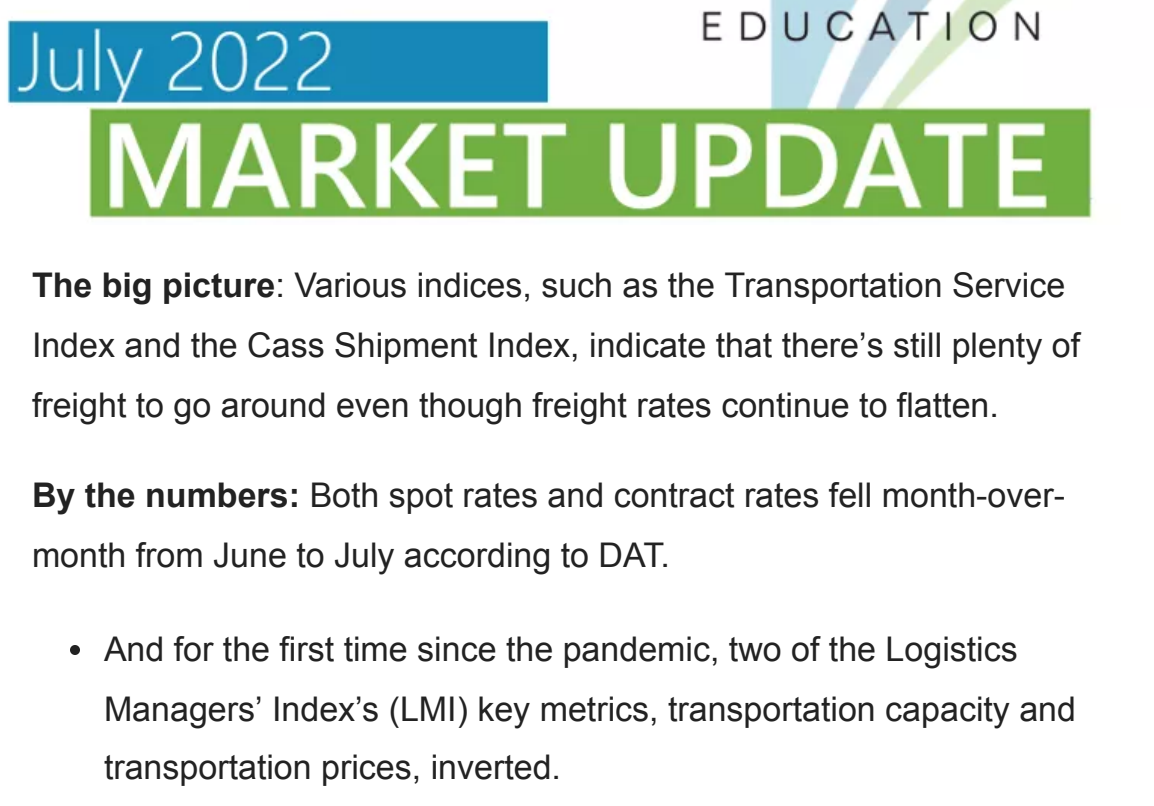 EDUCATION
July 2022
MARKET UPDATE
The big picture: Various indices, such as the Transportation Service
Index and the Cass Shipment Index, indicate that there’s still plenty of
freight to go around even though freight rates continue to flatten.
By the numbers: Both spot rates and contract rates fell month-over-
month from June to July according to DAT.
• And for the first time since the pandemic, two of the Logistics
Managers’ Index’s (LMI) key metrics, transportation capacity and
transportation prices, inverted.